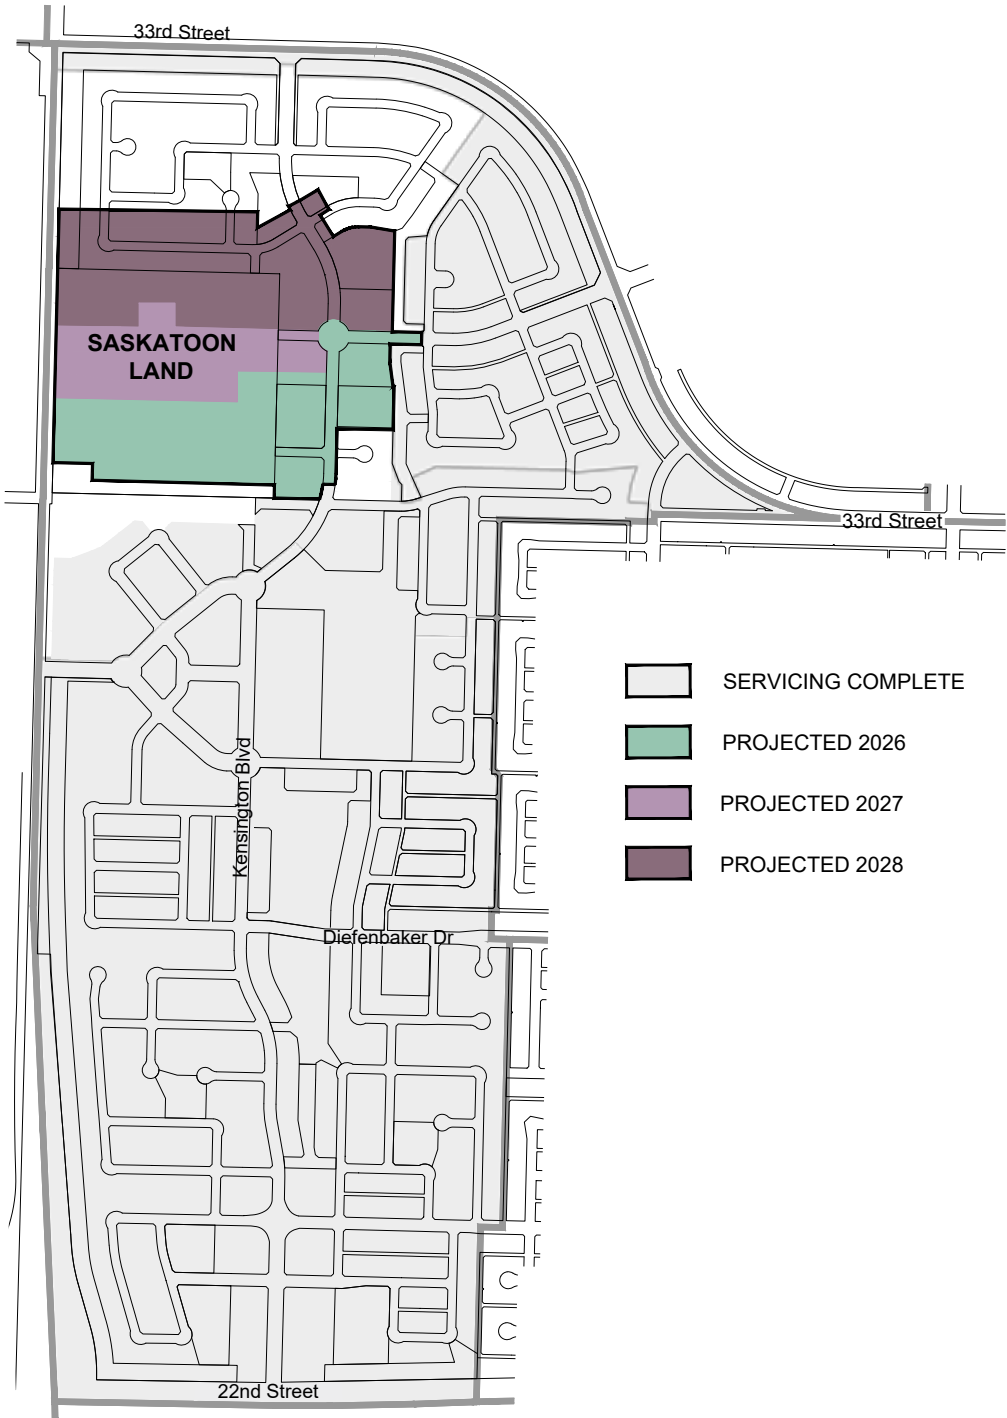 33rd Street
SASKATOON
LAND
33rd Street
SERVICING COMPLETE
PROJECTED 2026
Kensington Blvd
PROJECTED 2027
PROJECTED 2028
Diefenbaker Dr
22nd Street